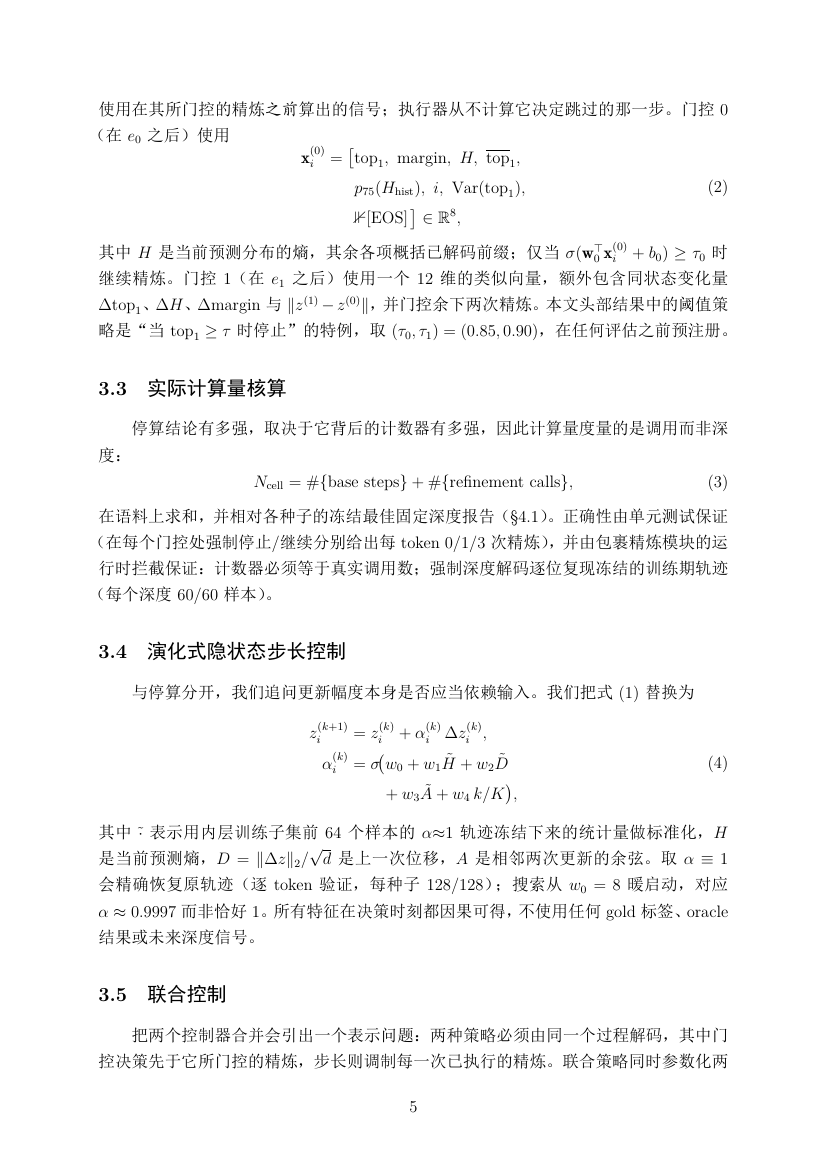 使用在其所门控的精炼之前算出的信号；执行器从不计算它决定跳过的那一步。门控 0
（在 e₀ 之后）使用
𝐱ᵢ⁽⁰⁾ = [top₁, margin, H, top̅₁,
p₇₅(H_hist), i, Var(top₁), (2)
⊮[EOS]] ∈ ℝ⁸,
其中 H 是当前预测分布的熵，其余各项概括已解码前缀；仅当 σ(𝐰₀^⊤𝐱ᵢ⁽⁰⁾ + b₀) ≥ τ₀ 时
继续精炼。门控 1（在 e₁ 之后）使用一个 12 维的类似向量，额外包含同状态变化量
Δtop₁、ΔH、Δmargin 与 ‖z⁽¹⁾ − z⁽⁰⁾‖，并门控余下两次精炼。本文头部结果中的阈值策
略是“当 top₁ ≥ τ 时停止”的特例，取 (τ₀, τ₁) = (0.85, 0.90)，在任何评估之前预注册。
3.3 实际计算量核算
停算结论有多强，取决于它背后的计数器有多强，因此计算量度量的是调用而非深
度：
N_cell = #{base steps} + #{refinement calls}, (3)
在语料上求和，并相对各种子的冻结最佳固定深度报告（§4.1）。正确性由单元测试保证
（在每个门控处强制停止/继续分别给出每 token 0/1/3 次精炼），并由包裹精炼模块的运
行时拦截保证：计数器必须等于真实调用数；强制深度解码逐位复现冻结的训练期轨迹
（每个深度 60/60 样本）。
3.4 演化式隐状态步长控制
与停算分开，我们追问更新幅度本身是否应当依赖输入。我们把式 (1) 替换为
zᵢ⁽ᵏ⁺¹⁾ = zᵢ⁽ᵏ⁾ + αᵢ⁽ᵏ⁾ Δzᵢ⁽ᵏ⁾,
αᵢ⁽ᵏ⁾ = σ(w₀ + w₁H̃ + w₂D̃ (4)
+ w₃Ã + w₄ k/K),
其中 ˜· 表示用内层训练子集前 64 个样本的 α≈1 轨迹冻结下来的统计量做标准化，H
是当前预测熵，D = ‖Δz‖₂/√d 是上一次位移，A 是相邻两次更新的余弦。取 α ≡ 1
会精确恢复原轨迹（逐 token 验证，每种子 128/128）；搜索从 w₀ = 8 暖启动，对应
α ≈ 0.9997 而非恰好 1。所有特征在决策时刻都因果可得，不使用任何 gold 标签、oracle
结果或未来深度信号。
3.5 联合控制
把两个控制器合并会引出一个表示问题：两种策略必须由同一个过程解码，其中门
控决策先于它所门控的精炼，步长则调制每一次已执行的精炼。联合策略同时参数化两
5